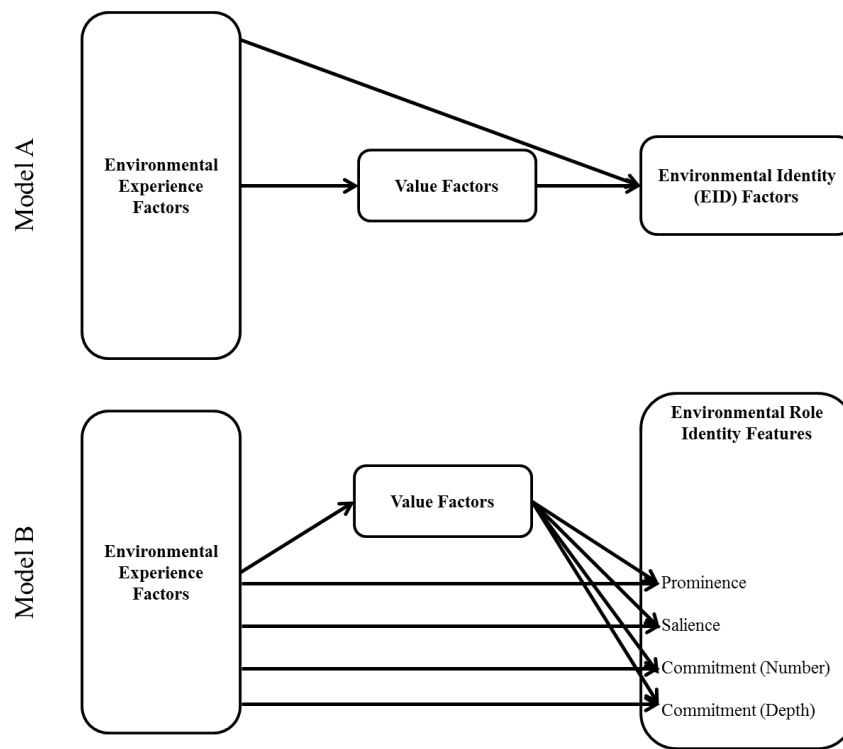 Model A
Environmental
Experience
Factors
Value Factors
Environmental Identity
(EID) Factors
Model B
Environmental
Experience
Factors
Value Factors
Environmental Role
Identity Features
Prominence
Salience
Commitment (Number)
Commitment (Depth)